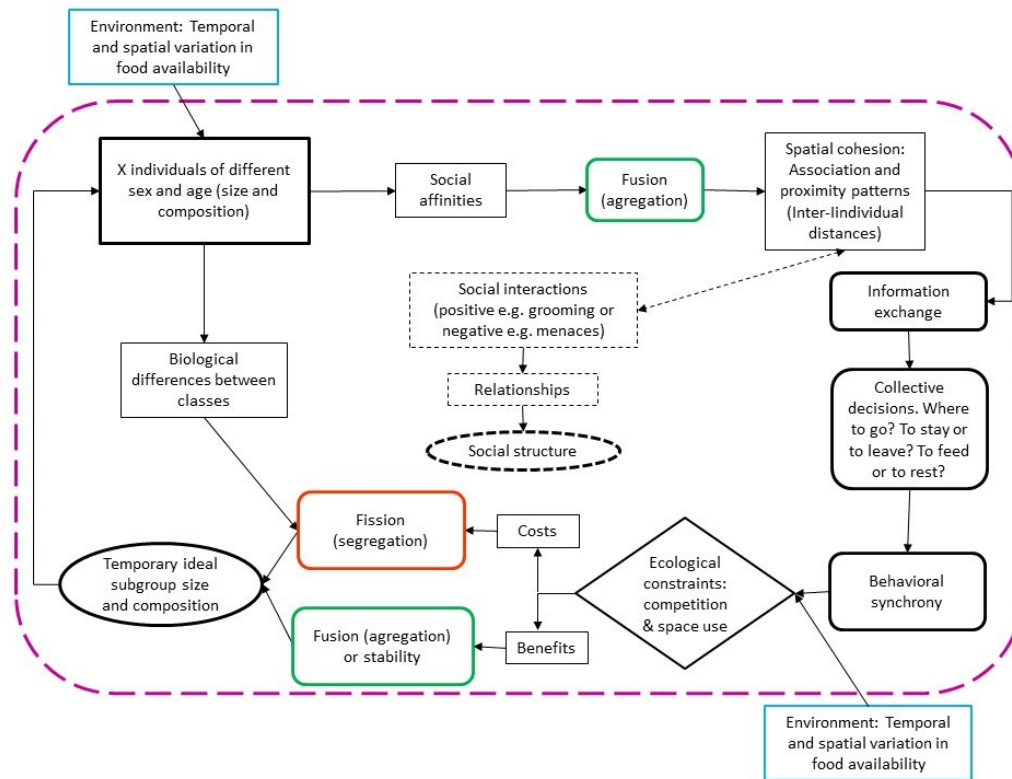 Environment:  Temporal
and spatial variation in
food availability
X individuals of different
sex and age (size and
composition)
Social
affinities
Fusion
(agregation)
Spatial cohesion:
Association and
proximity patterns
(Inter-Iindividual
distances)
Social interactions
(positive e.g. grooming or
negative e.g. menaces)
Information
exchange
Biological
differences between
classes
Relationships
Collective
decisions. Where
to go? To stay or
to leave? To feed
or to rest?
Social structure
Fission
(segregation)
Costs
Ecological
constraints:
competition
& space use
Behavioral
synchrony
Temporary ideal
subgroup size
and composition
Fusion (agregation)
or stability
Benefits
Environment:  Temporal
and spatial variation in
food availability